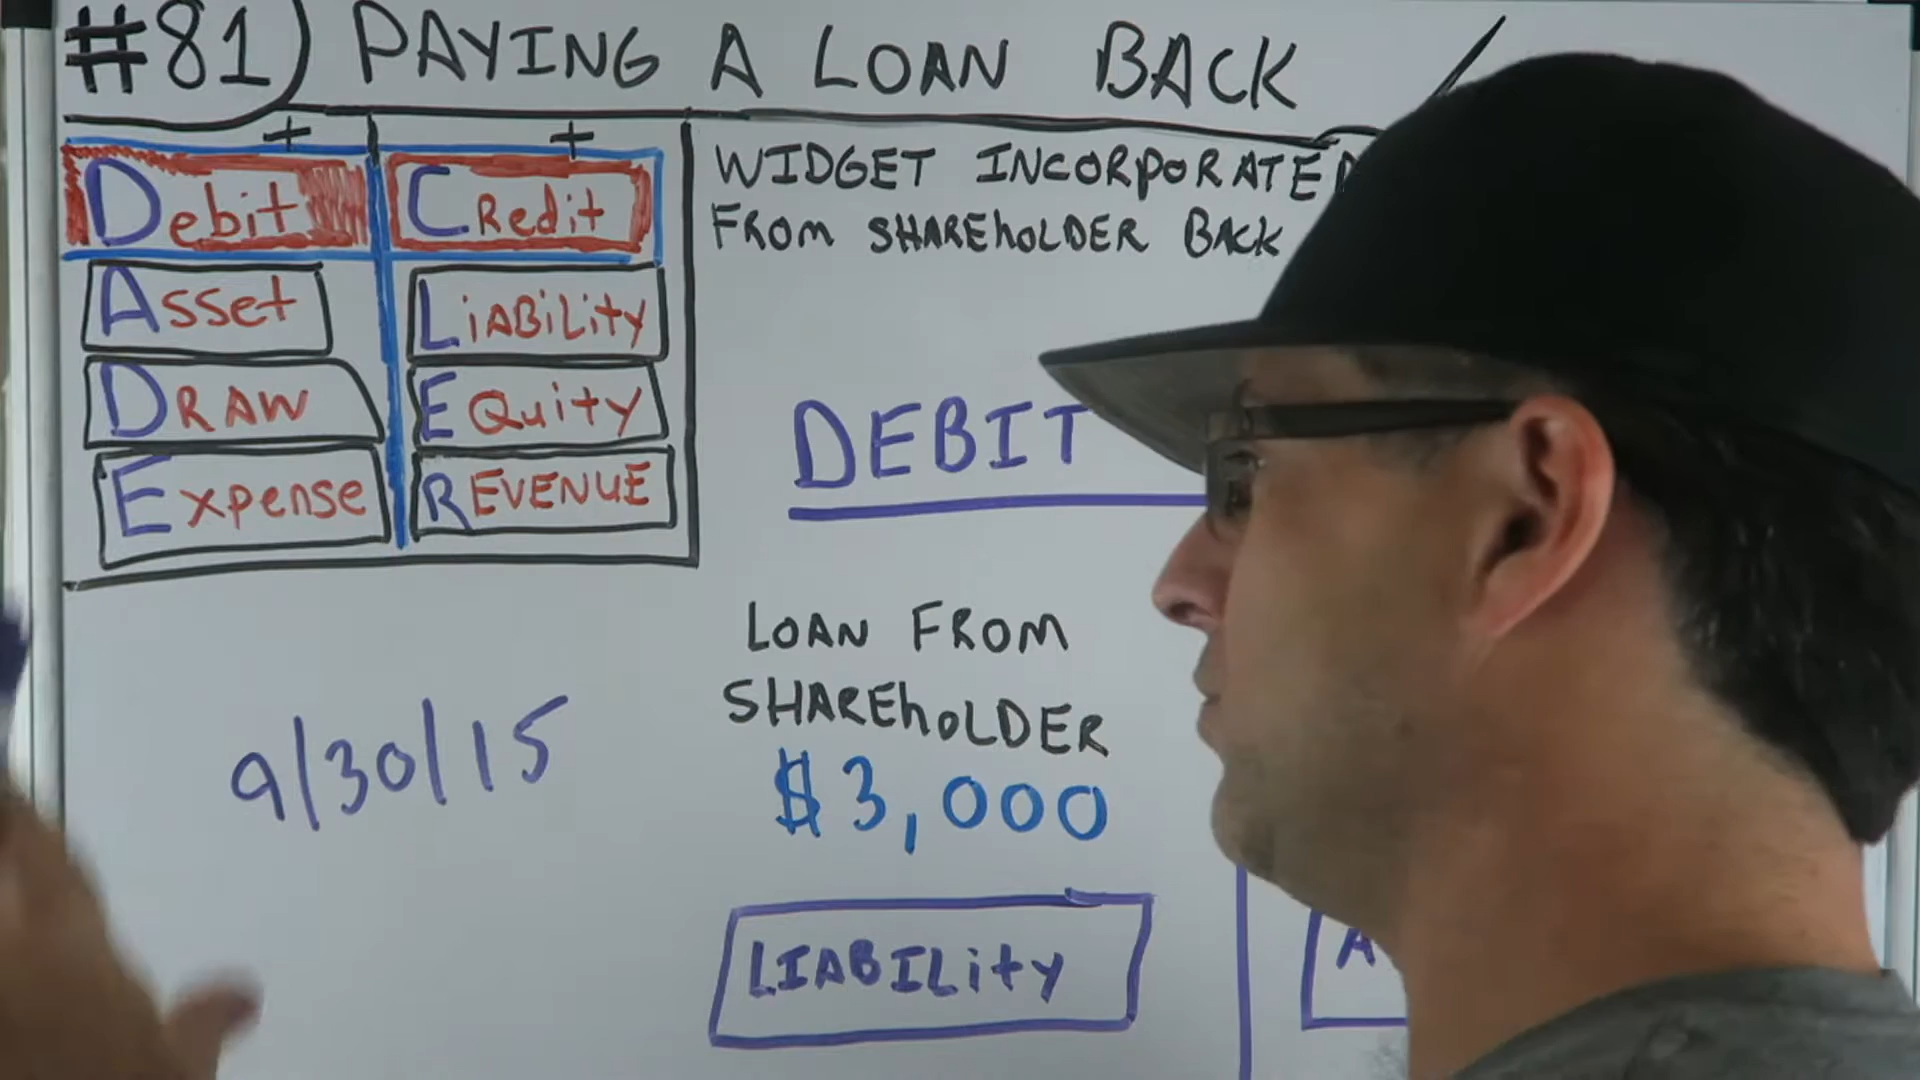 #81) PAYING A LOAN BACK
+ +
Debit Credit
Asset Liability
Draw Equity
Expense Revenue
WIDGET INCORPORATED
FROM SHAREHOLDER BACK
DEBIT
LOAN FROM
SHAREHOLDER
$3,000
9/30/15
LIABILITY
A